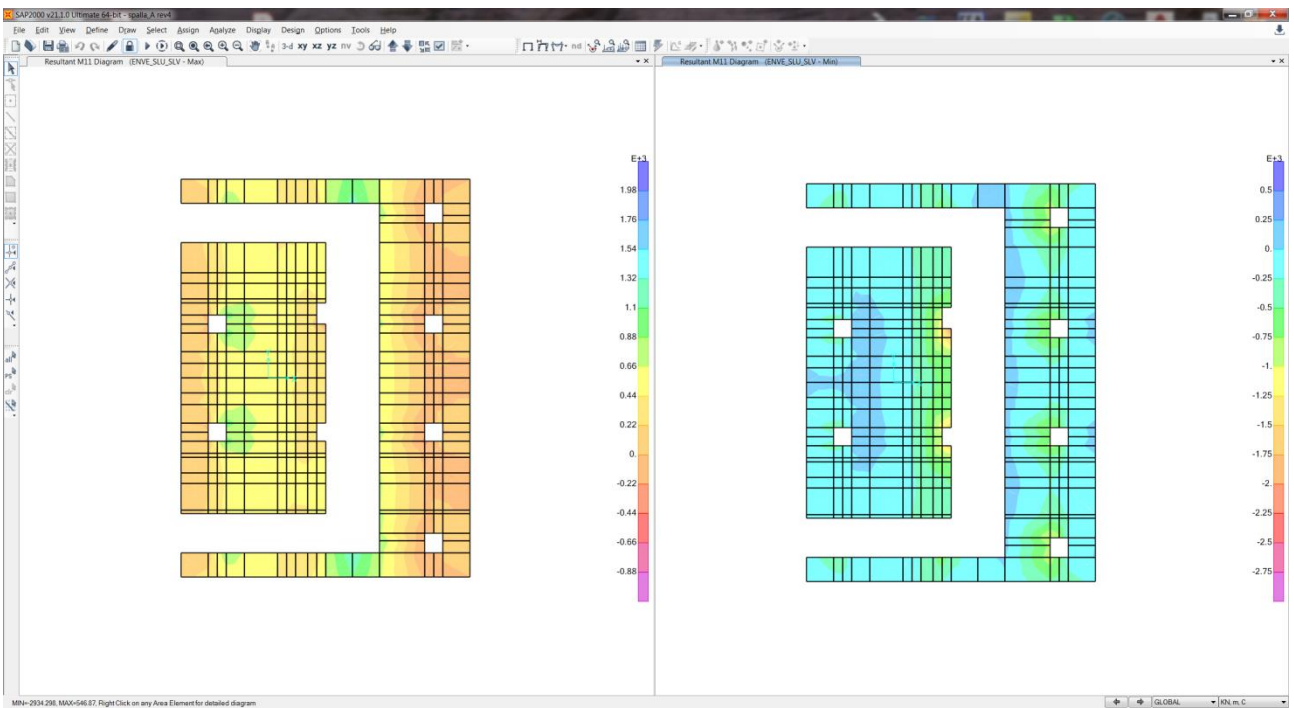 SAP2000 v21.1.0 Ultimate 64-bit - spalla_A rev4
File Edit View Define Draw Select Assign Analyze Display Design Options Tools Help
3-d xy xz yz nv nd
Resultant M11 Diagram (ENVE_SLU_SLV - Max)
Resultant M11 Diagram (ENVE_SLU_SLV - Min)
E+3
1.98
1.76
1.54
1.32
1.1
0.88
0.66
0.44
0.22
0.
-0.22
-0.44
-0.66
-0.88
E+3
0.5
0.25
0.
-0.25
-0.5
-0.75
-1.
-1.25
-1.5
-1.75
-2.
-2.25
-2.5
-2.75
all
PS
MIN=-2934.298, MAX=546.87, Right Click on any Area Element for detailed diagram
GLOBAL
KN, m, C